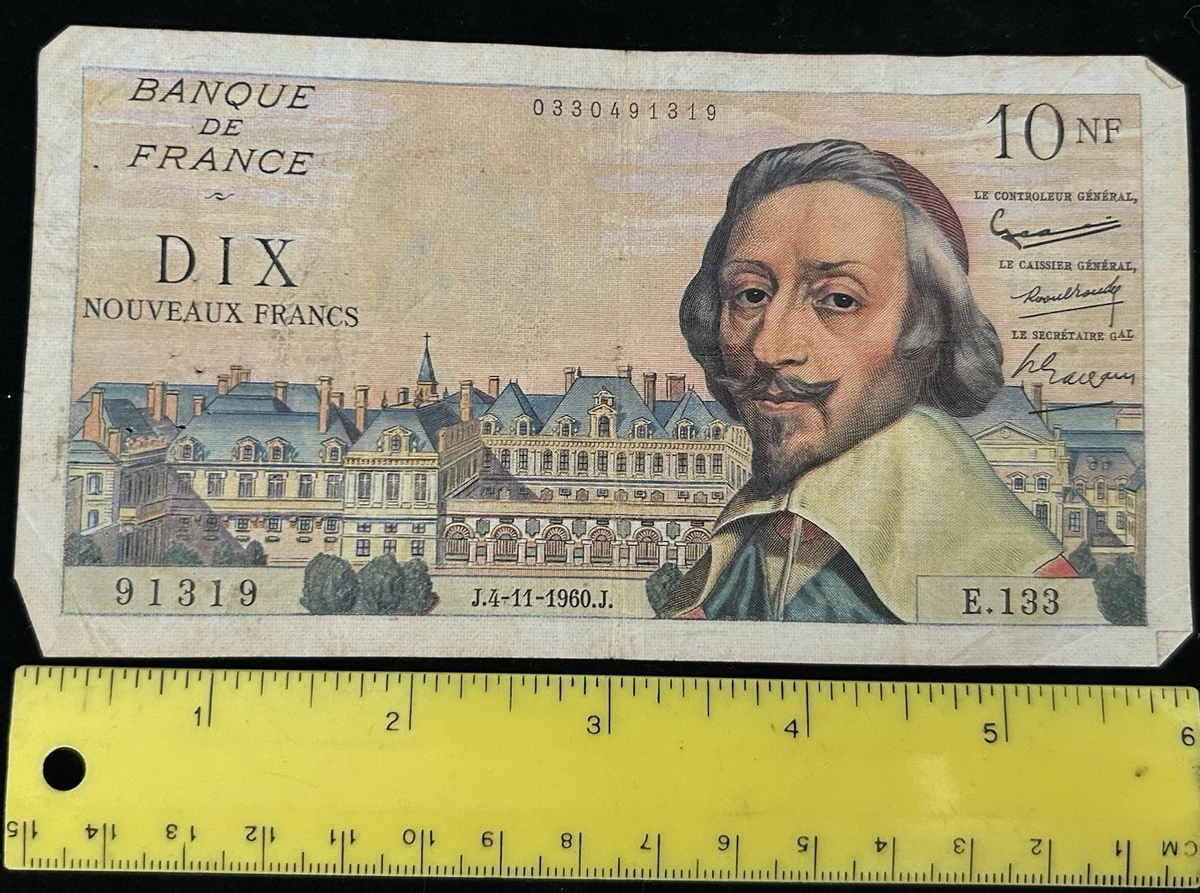 BANQUE
DE
FRANCE
0330491319
10 NF
LE CONTROLEUR GÉNÉRAL,
LE CAISSIER GÉNÉRAL,
LE SECRÉTAIRE GAL
DIX
NOUVEAUX FRANCS
91319
J.4-11-1960.J.
E.133
1 2 3 4 5 6
15 14 13 12 11 10 9 8 7 6 5 4 3 2 1 CM